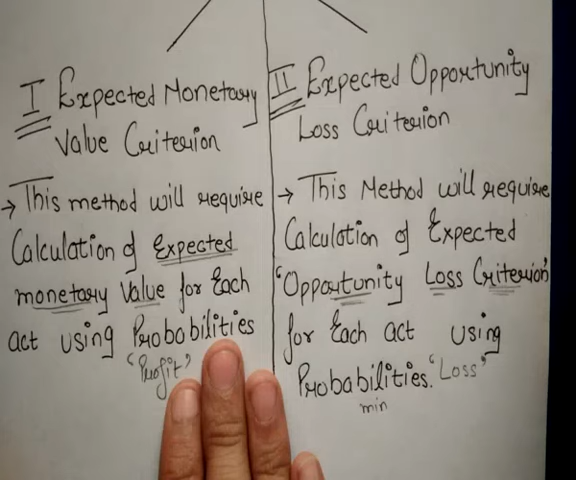 I Expected Monetary
Value Criterion
→ This method will require
Calculation of Expected
monetary Value for Each
act using Probabilities
'Profit'
II Expected Opportunity
Loss Criterion
→ This Method will require
Calculation of Expected
'Opportunity Loss Criterion'
for Each act using
Probabilities. 'Loss'
min